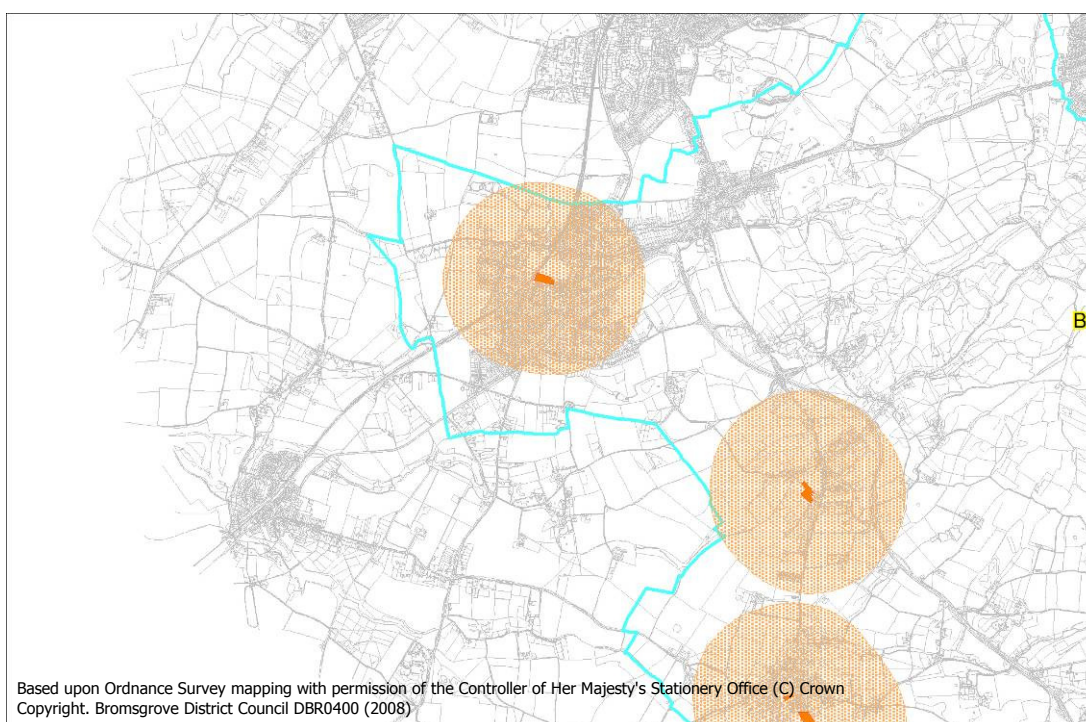 B
Based upon Ordnance Survey mapping with permission of the Controller of Her Majesty's Stationery Office (C) Crown
Copyright. Bromsgrove District Council DBR0400 (2008)